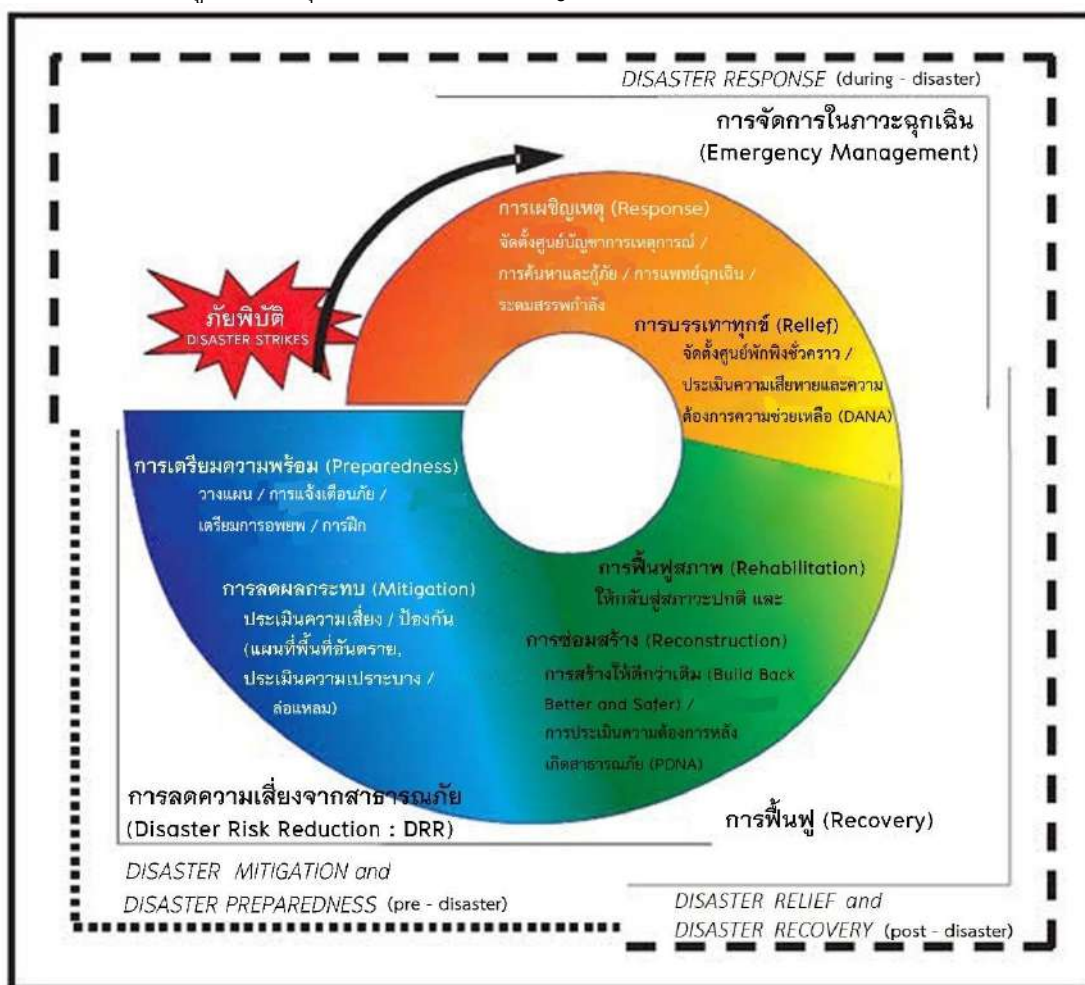 DISASTER RESPONSE (during - disaster)
การจัดการในภาวะฉุกเฉิน
(Emergency Management)
การเผชิญเหตุ (Response)
จัดตั้งศูนย์บัญชาการเหตุการณ์ /
การค้นหาและกู้ภัย / การแพทย์ฉุกเฉิน /
ระดมสรรพกำลัง
ภัยพิบัติ
DISASTER STRIKES
การบรรเทาทุกข์ (Rellef)
จัดตั้งศูนย์พักพิงชั่วคราว /
ประเมินความเสียหายและความ
ต้องการความช่วยเหลือ (DANA)
การเตรียมความพร้อม (Preparedness)
วางแผน / การแจ้งเตือนภัย /
เตรียมการอพยพ / การฝึก
การลดผลกระทบ (Mitigation)
ประเมินความเสี่ยง / ป้องกัน
(แผนที่พื้นที่อันตราย,
ประเมินความเปราะบาง /
ล่อแหลม)
การฟื้นฟูสภาพ (Rehabilitation)
ให้กลับสู่สภาวะปกติ และ
การซ่อมสร้าง (Reconstruction)
การสร้างให้ดีกว่าเดิม (Build Back
Better and Safer) /
การประเมินความต้องการหลัง
เกิดสาธารณภัย (PDNA)
การลดความเสี่ยงจากสาธารณภัย
(Disaster Risk Reduction : DRR)
การฟื้นฟู (Recovery)
DISASTER MITIGATION and
DISASTER PREPAREDNESS (pre - disaster)
DISASTER RELIEF and
DISASTER RECOVERY (post - disaster)